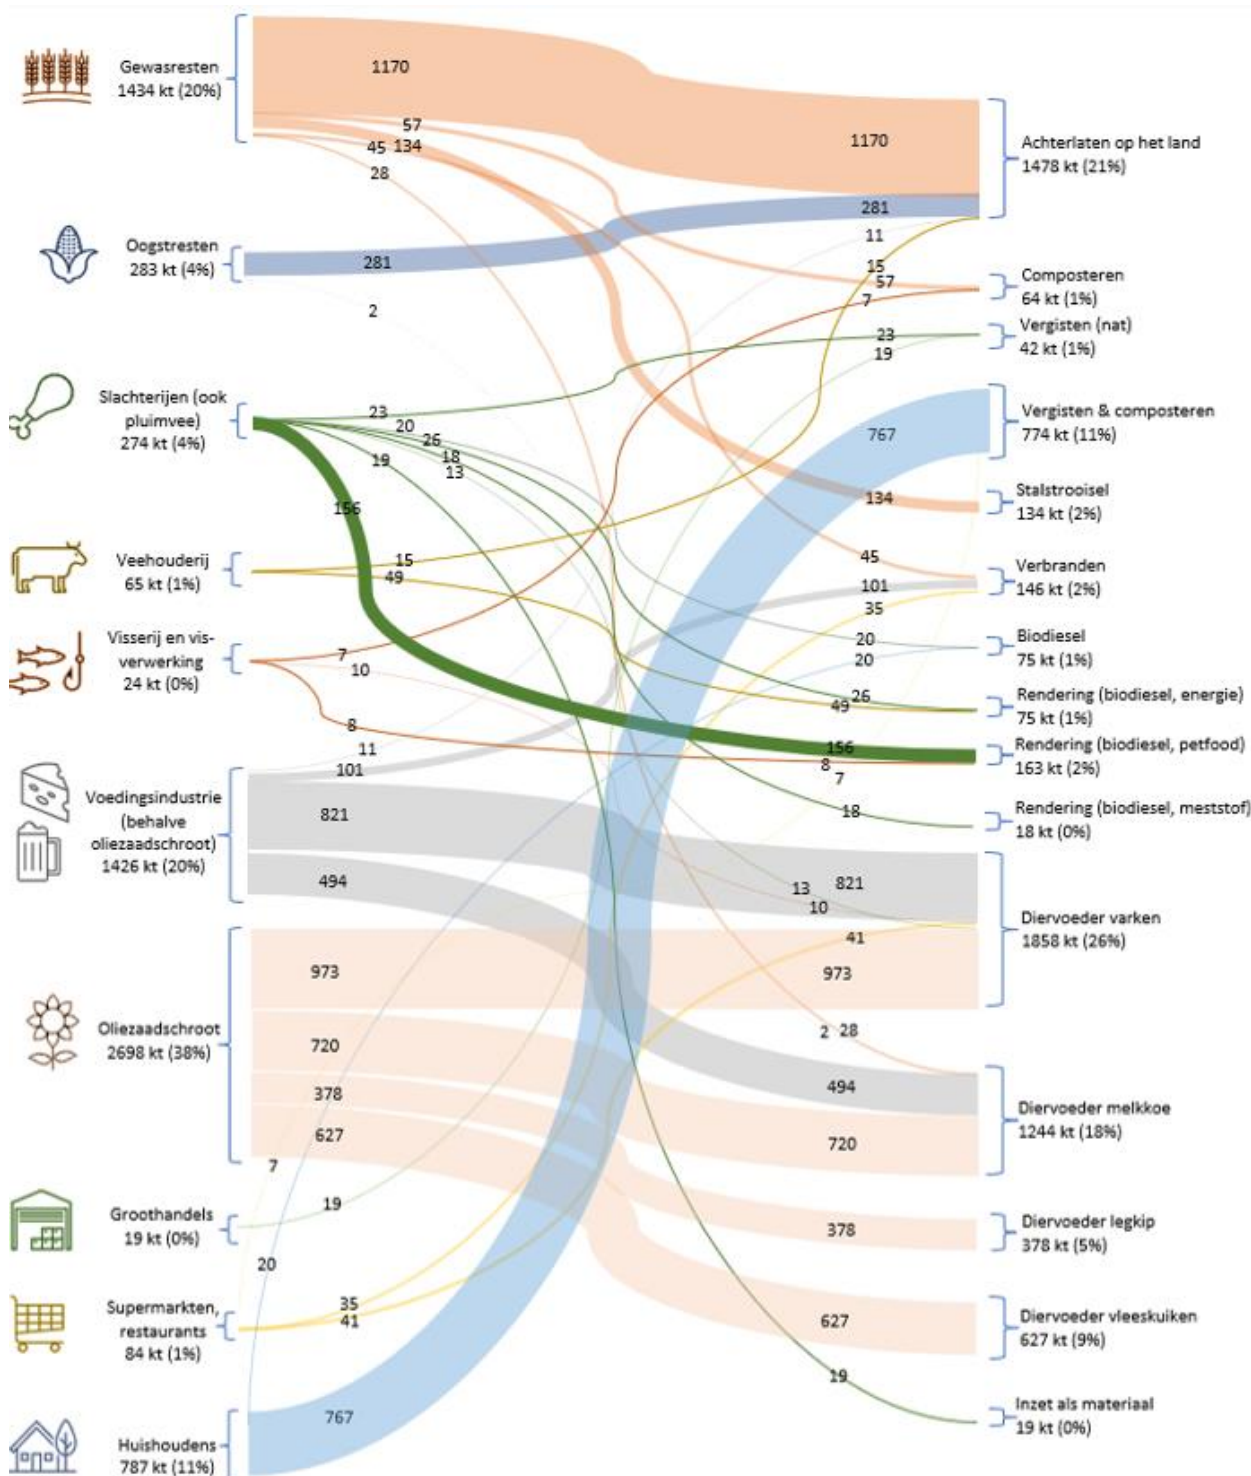 Gewasresten
1434 kt (20%)
1170
57
45 134
28
1170
Achterlaten op het land
1478 kt (21%)
Oogstresten
283 kt (4%)
281
2
281
11
15
57
7
Composteren
64 kt (1%)
Vergisten (nat)
42 kt (1%)
23
19
Slachterijen (ook
pluimvee)
274 kt (4%)
23
20
26
18
13
19
156
767
Vergisten & composteren
774 kt (11%)
134
Stalstrooisel
134 kt (2%)
Veehouderij
65 kt (1%)
15
49
45
101
35
Verbranden
146 kt (2%)
Visserij en vis-
verwerking
24 kt (0%)
7
10
8
20
20
Biodiesel
75 kt (1%)
26
49
Rendering (biodiesel, energie)
75 kt (1%)
156
8
7
Rendering (biodiesel, petfood)
163 kt (2%)
18
Rendering (biodiesel, meststof)
18 kt (0%)
Voedingsindustrie
(behalve
oliezaadschroot)
1426 kt (20%)
11
101
821
494
821
13
10
41
973
Diervoeder varken
1858 kt (26%)
Oliezaadschroot
2698 kt (38%)
973
720
378
627
2 28
494
720
Diervoeder melkkoe
1244 kt (18%)
7
Groothandels
19 kt (0%)
19
20
378
Diervoeder legkip
378 kt (5%)
Supermarkten,
restaurants
84 kt (1%)
35
41
627
Diervoeder vleeskuiken
627 kt (9%)
19
Inzet als materiaal
19 kt (0%)
Huishoudens
787 kt (11%)
767